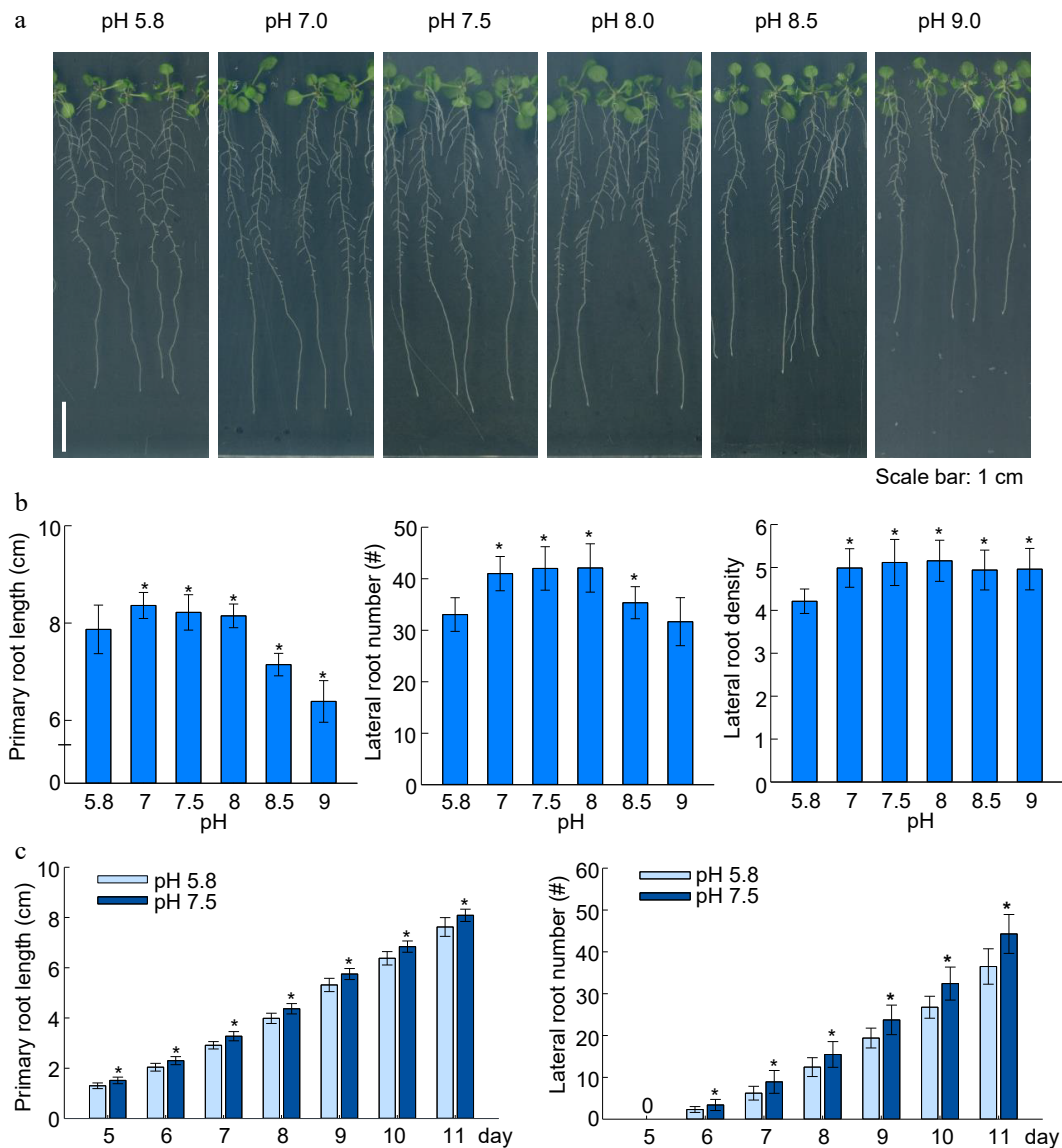 a
pH 5.8 pH 7.0 pH 7.5 pH 8.0 pH 8.5 pH 9.0
Scale bar: 1 cm
b
Primary root length (cm)
10
8
6
0
5.8 7 7.5 8 8.5 9
pH
* * * * *
Lateral root number (#)
50
40
30
20
10
0
5.8 7 7.5 8 8.5 9
pH
* * * *
Lateral root density
6
5
4
3
2
1
0
5.8 7 7.5 8 8.5 9
pH
* * * * *
c
Primary root length (cm)
10
8
6
4
2
0
pH 5.8
pH 7.5
* * * * * * *
5 6 7 8 9 10 11 day
Lateral root number (#)
60
50
40
30
20
10
0
pH 5.8
pH 7.5
0 * * * * * *
5 6 7 8 9 10 11 day